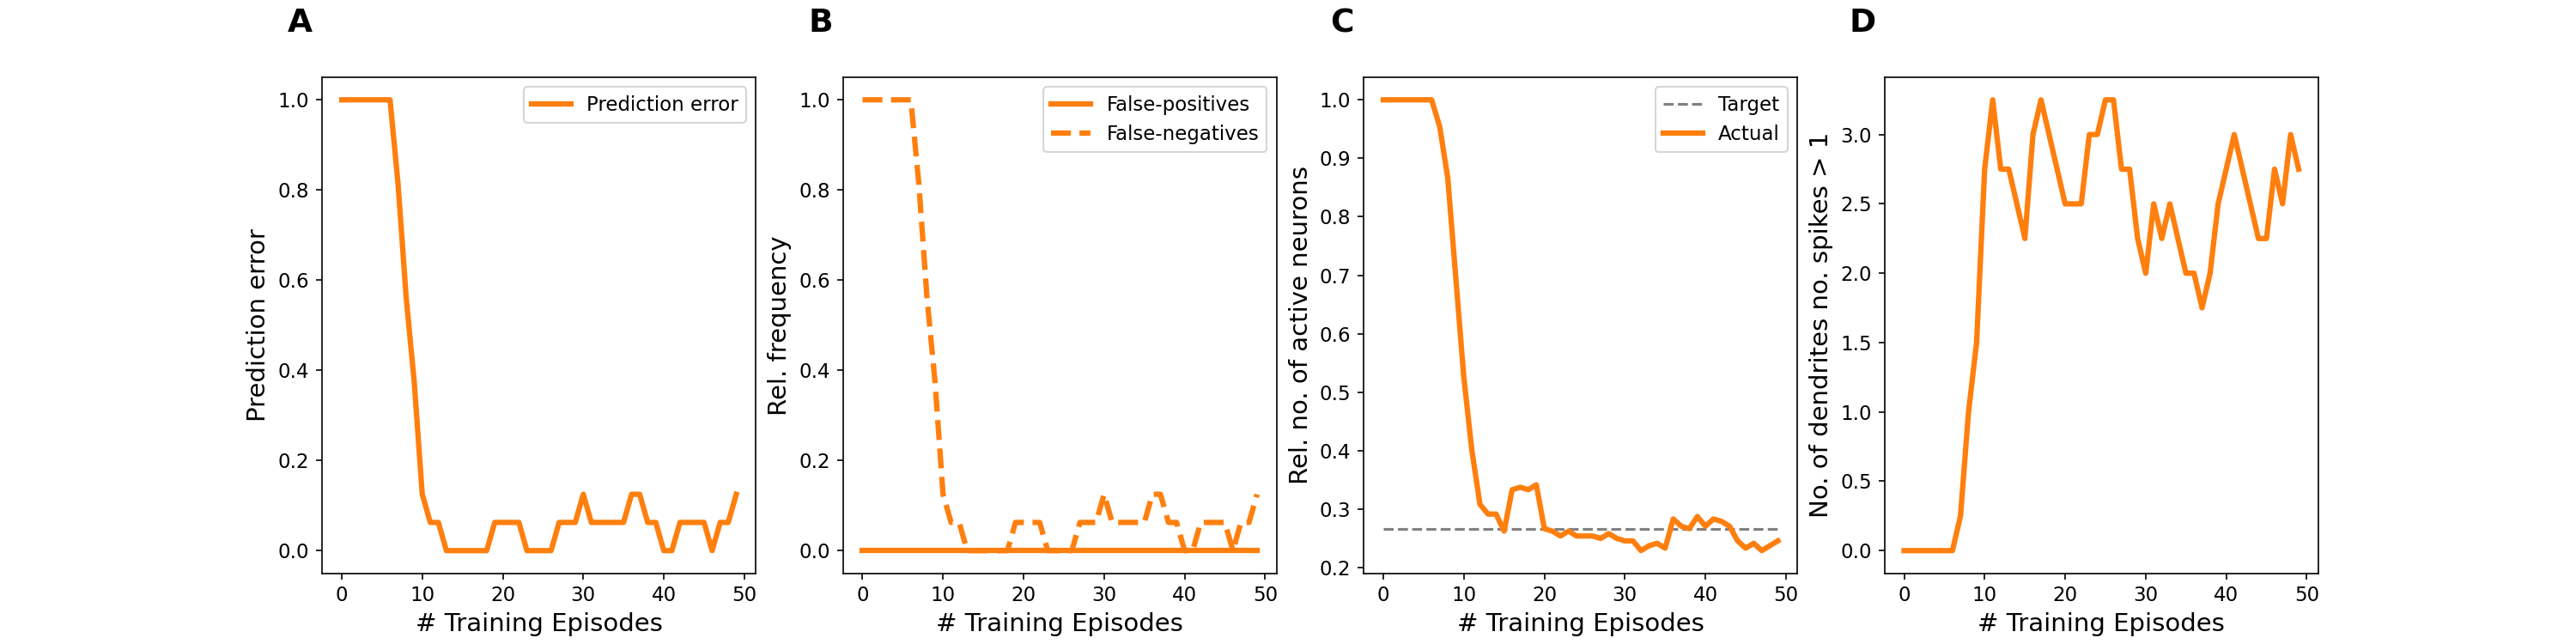 A
Prediction error
1.0
0.8
0.6
0.4
0.2
0.0
Prediction error
0 10 20 30 40 50
# Training Episodes
B
Rel. frequency
1.0
0.8
0.6
0.4
0.2
0.0
False-positives
False-negatives
0 10 20 30 40 50
# Training Episodes
C
Rel. no. of active neurons
1.0
0.9
0.8
0.7
0.6
0.5
0.4
0.3
0.2
Target
Actual
0 10 20 30 40 50
# Training Episodes
D
No. of dendrites no. spikes > 1
3.0
2.5
2.0
1.5
1.0
0.5
0.0
0 10 20 30 40 50
# Training Episodes